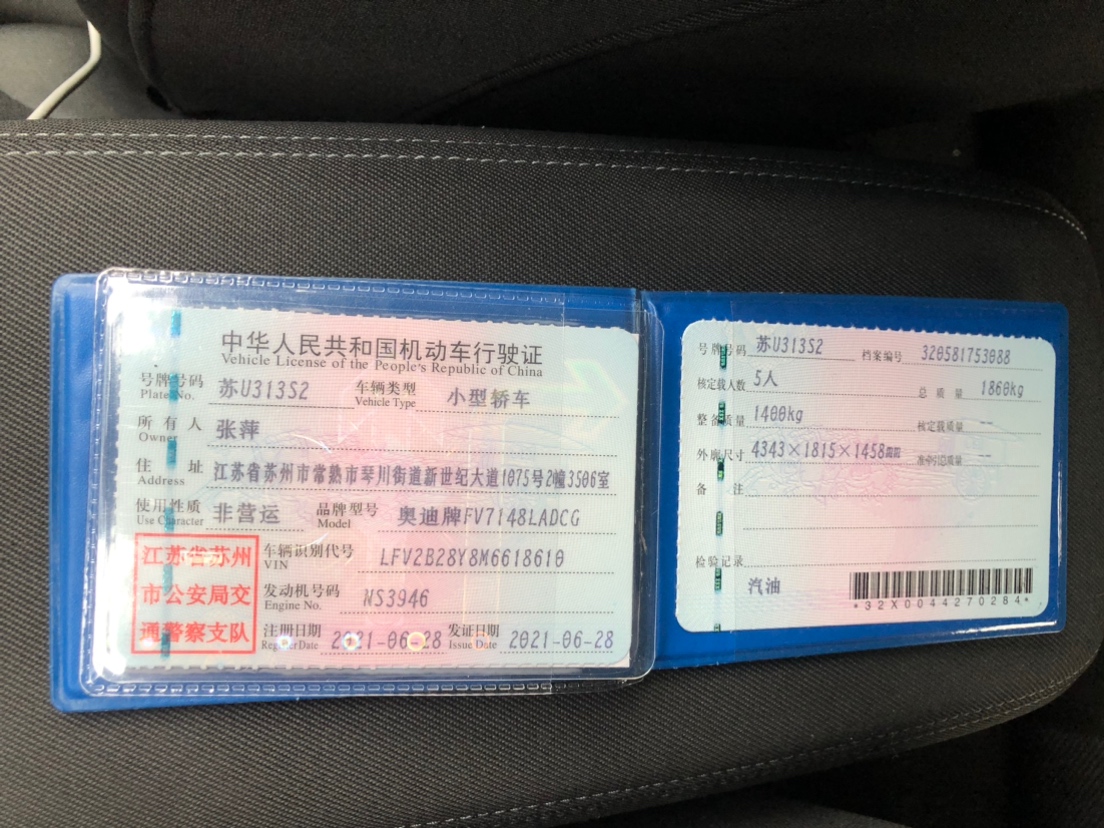 中华人民共和国机动车行驶证
Vehicle License of the People's Republic of China
号牌号码 苏U313S2 车辆类型 小型轿车
Plate No. Vehicle Type
所有人 张萍
Owner
住址 江苏省苏州市常熟市琴川街道新世纪大道1075号2幢3506室
Address
使用性质 非营运 品牌型号 奥迪牌FV7148LADCG
Use Character Model
江苏省苏州
市公安局交
通警察支队
车辆识别代号 LFV2B28Y8M6618610
VIN
发动机号码 NS3946
Engine No.
注册日期 2021-06-28 发证日期 2021-06-28
Register Date Issue Date
号牌号码 苏U313S2 档案编号 320581753088
核定载人数 5人 总质量 1860kg
整备质量 1400kg 核定载质量 --
外廓尺寸 4343×1815×1458mm 准牵引总质量 --
备注
检验记录
汽油
*32X0044270284*